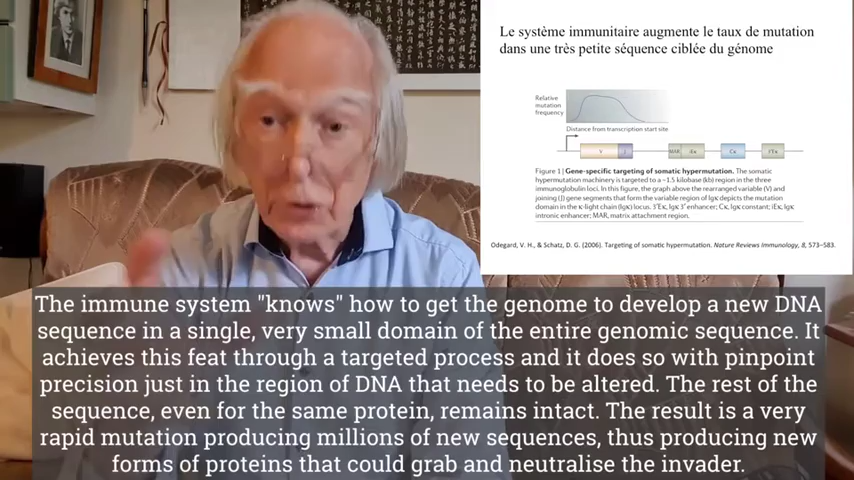 Le système immunitaire augmente le taux de mutation
dans une très petite séquence ciblée du génome
Relative
mutation
frequency
Distance from transcription start site
V
J
MAR
Cκ
3'Eκ
Figure 1 | Gene-specific targeting of somatic hypermutation. The somatic
hypermutation machinery is targeted to a ~1.5 kilobase (kb) region in the three
immunoglobulin loci. In this figure, the graph above the rearranged variable (V) and
joining (J) gene segments that form the variable region of Igκ depicts the mutation
domain in the κ-light chain (Igκ) locus. 3'Eκ, Igκ 3' enhancer; Cκ, Igκ constant; iEκ, Igκ
intronic enhancer; MAR, matrix attachment region.
Odegard, V. H., & Schatz, D. G. (2006). Targeting of somatic hypermutation. Nature Reviews Immunology, 8, 573–583.
The immune system "knows" how to get the genome to develop a new DNA
sequence in a single, very small domain of the entire genomic sequence. It
achieves this feat through a targeted process and it does so with pinpoint
precision just in the region of DNA that needs to be altered. The rest of the
sequence, even for the same protein, remains intact. The result is a very
rapid mutation producing millions of new sequences, thus producing new
forms of proteins that could grab and neutralise the invader.